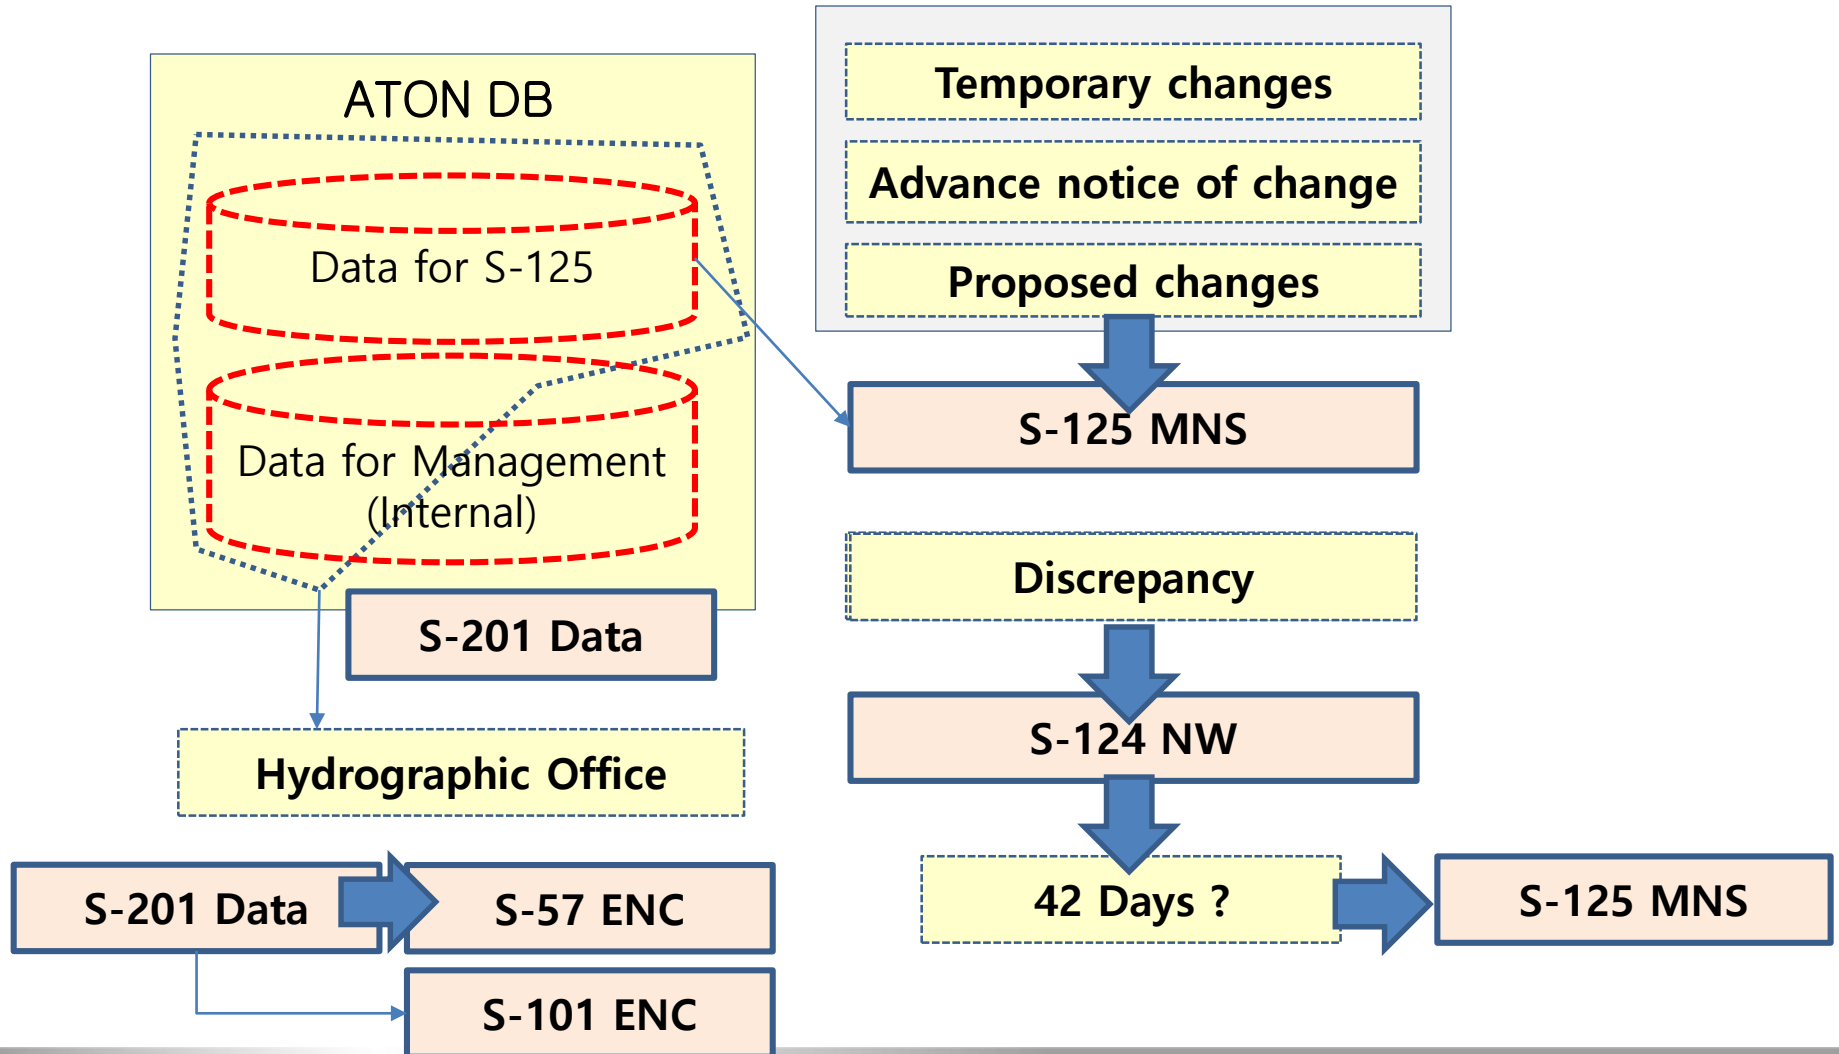 ATON DB
Data for S-125
Data for Management
(Internal)
S-201 Data
Hydrographic Office
S-201 Data
S-57 ENC
S-101 ENC
Temporary changes
Advance notice of change
Proposed changes
S-125 MNS
Discrepancy
S-124 NW
42 Days ?
S-125 MNS